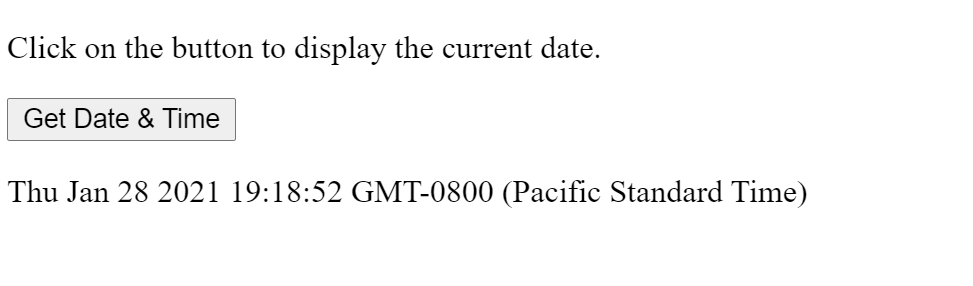 Click on the button to display the current date.
Get Date & Time
Thu Jan 28 2021 19:18:52 GMT-0800 (Pacific Standard Time)